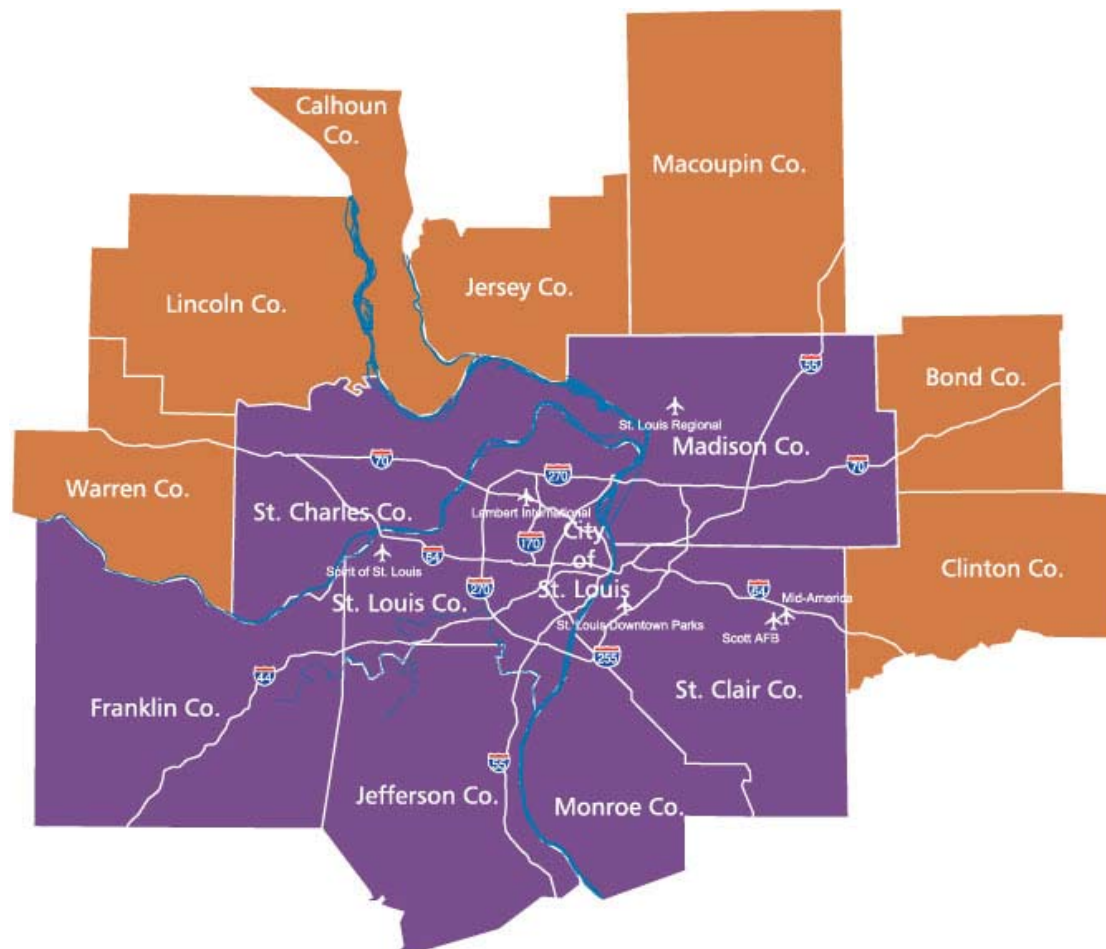 Calhoun
Co.
Macoupin Co.
Jersey Co.
Lincoln Co.
55
Bond Co.
St. Louis Regional
Madison Co.
70
270
70
Warren Co.
Lambert International
St. Charles Co.
170
City
of
St. Louis
64
Spirit of St. Louis
Clinton Co.
270
64
Mid-America
St. Louis Co.
St. Louis-Downtown Parks
Scott AFB
255
44
St. Clair Co.
Franklin Co.
55
Jefferson Co.
Monroe Co.